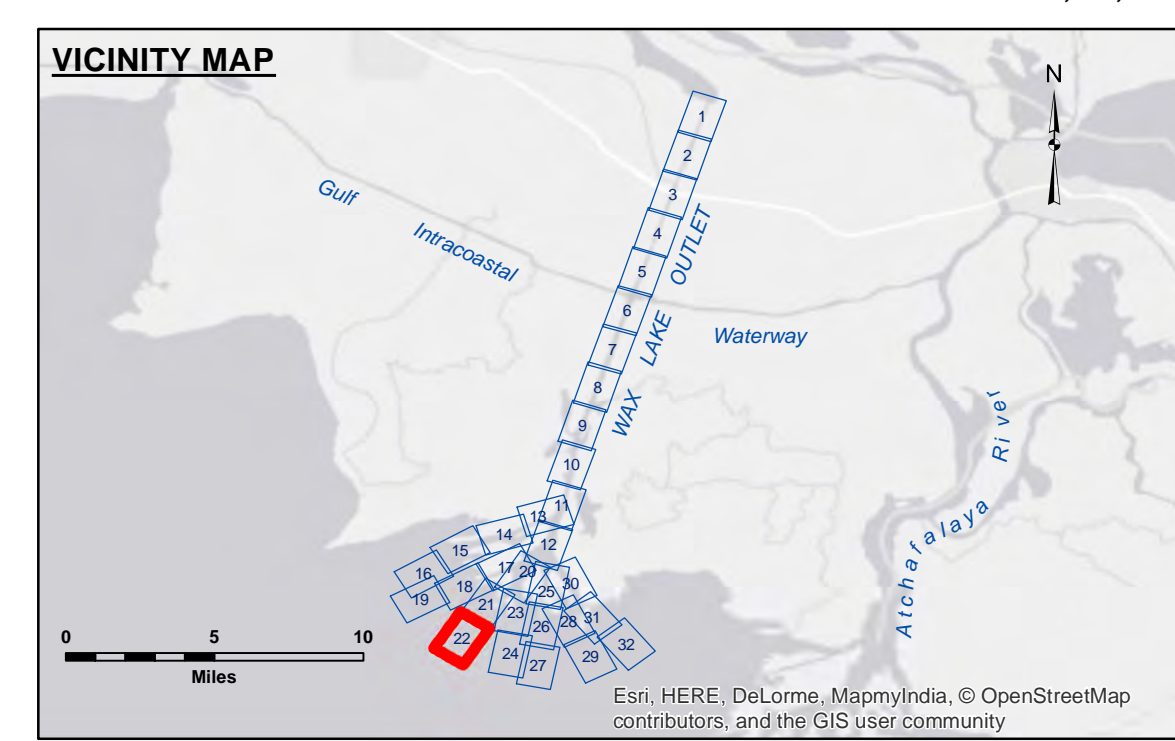 VICINITY MAP
N
1
2
3
4
5
6
7
8
9
10
11
13
12
14
15
16
17
20
18
19
21
25
30
23
26
28
31
22
24
27
29
32
Gulf
Intracoastal
Waterway
WAX LAKE OUTLET
Atchafalaya River
0 5 10
Miles
Esri, HERE, DeLorme, MapmyIndia, © OpenStreetMap
contributors, and the GIS user community